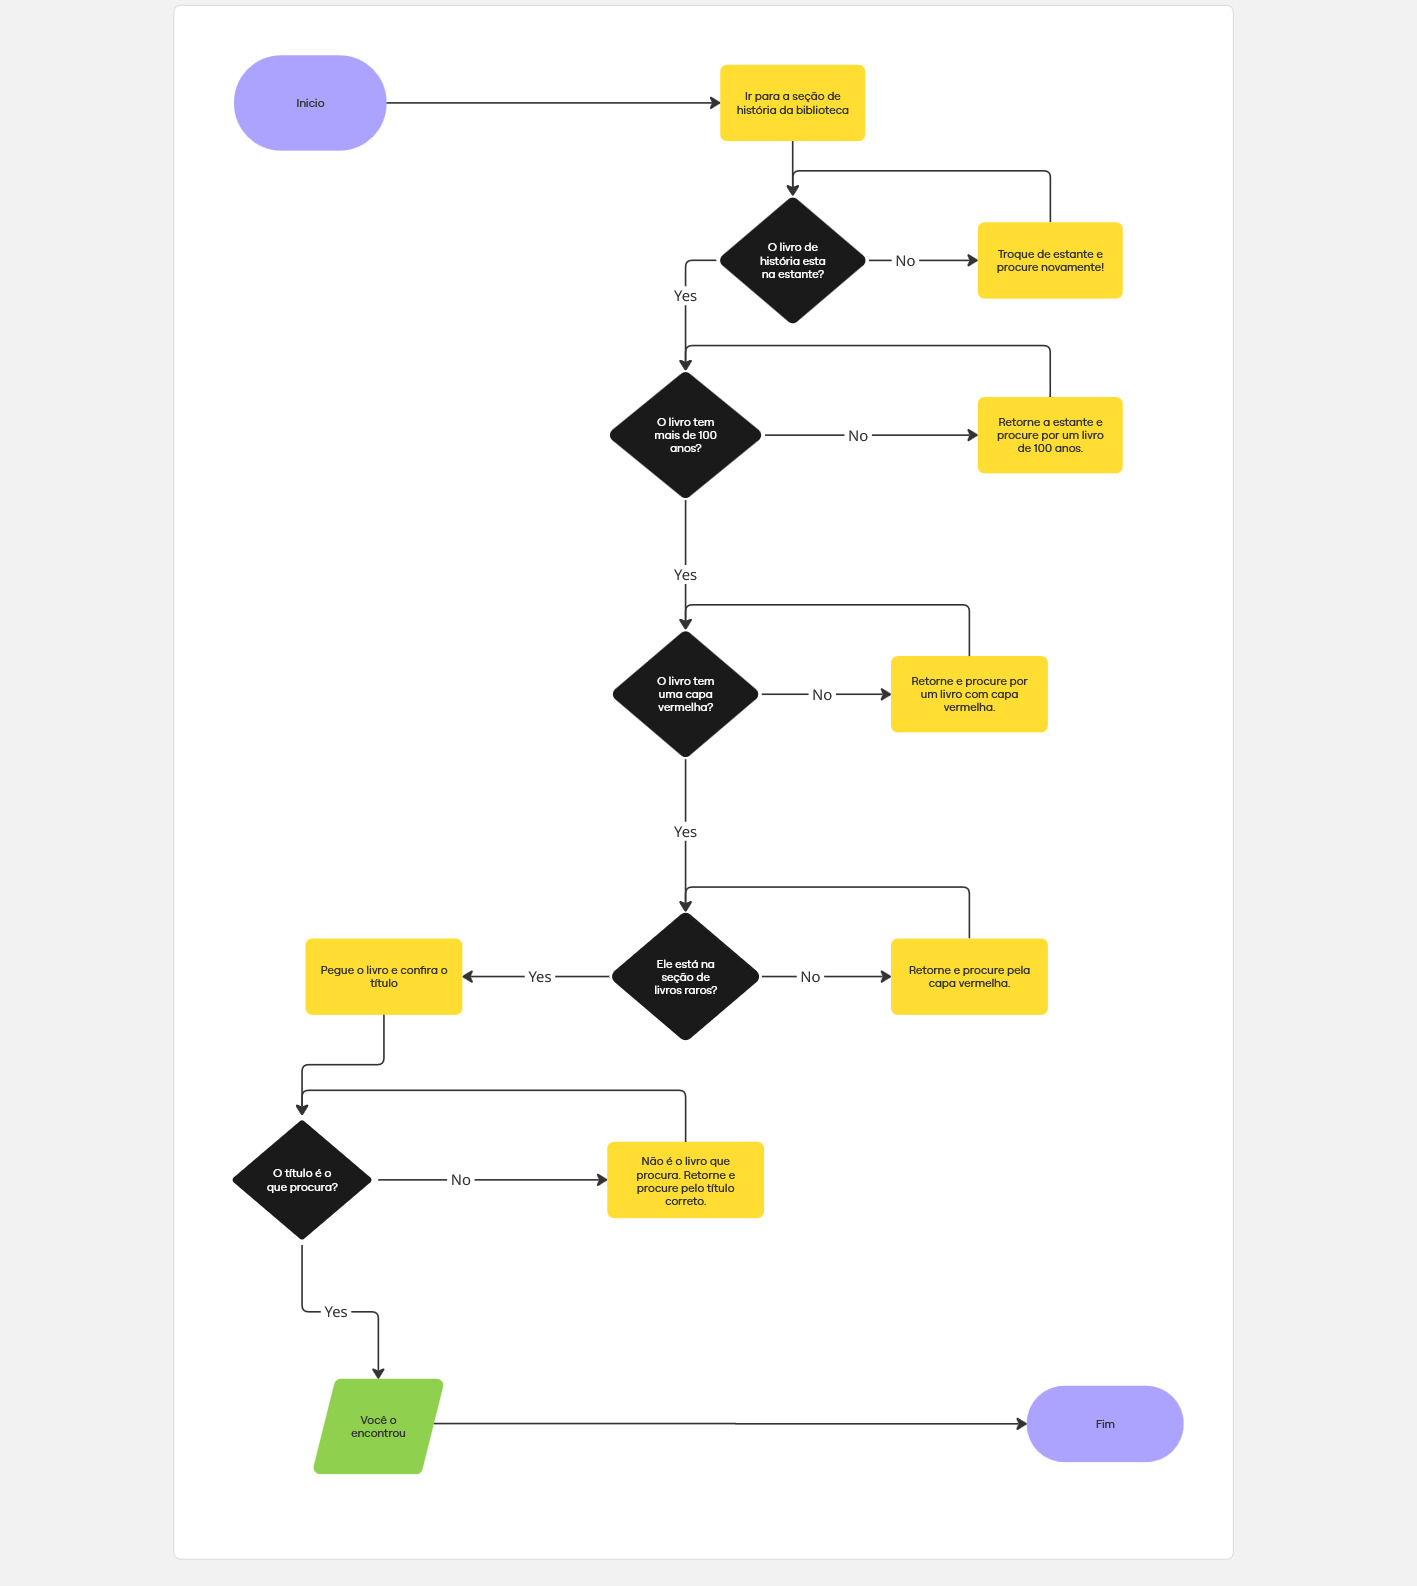 Inicio
Ir para a seção de
história da biblioteca
O livro de
história esta
na estante?
No
Troque de estante e
procure novamente!
Yes
O livro tem
mais de 100
anos?
No
Retorne a estante e
procure por um livro
de 100 anos.
Yes
O livro tem
uma capa
vermelha?
No
Retorne e procure por
um livro com capa
vermelha.
Yes
Ele está na
seção de
livros raros?
No
Retorne e procure pela
capa vermelha.
Yes
Pegue o livro e confira o
título
O título é o
que procura?
No
Não é o livro que
procura. Retorne e
procure pelo título
correto.
Yes
Você o
encontrou
Fim